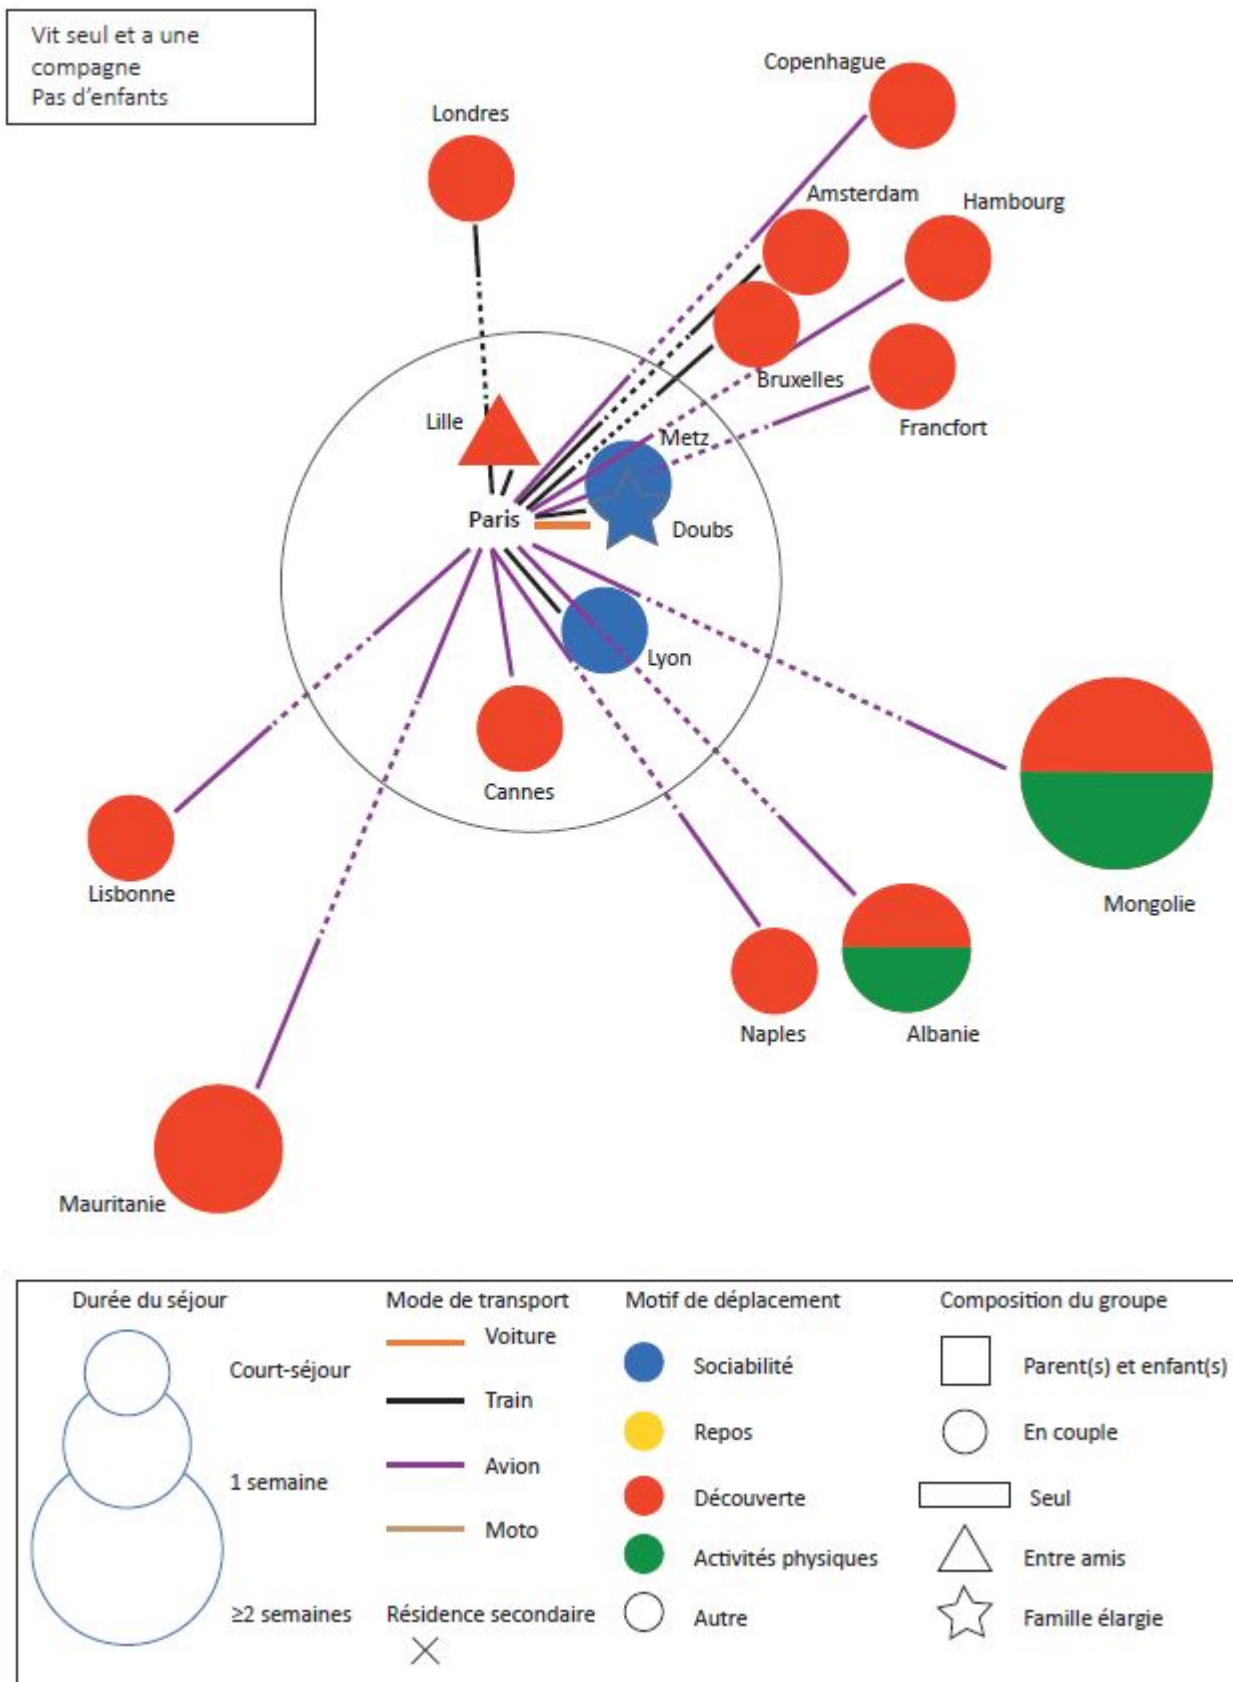 Vit seul et a une
compagne
Pas d'enfants
Copenhague
Londres
Amsterdam
Hambourg
Bruxelles
Francfort
Lille
Metz
Paris
Doubs
Lyon
Cannes
Lisbonne
Mongolie
Naples
Albanie
Mauritanie
Durée du séjour
Court-séjour
1 semaine
≥2 semaines
Mode de transport
Voiture
Train
Avion
Moto
Résidence secondaire
Motif de déplacement
Sociabilité
Repos
Découverte
Activités physiques
Autre
Composition du groupe
Parent(s) et enfant(s)
En couple
Seul
Entre amis
Famille élargie